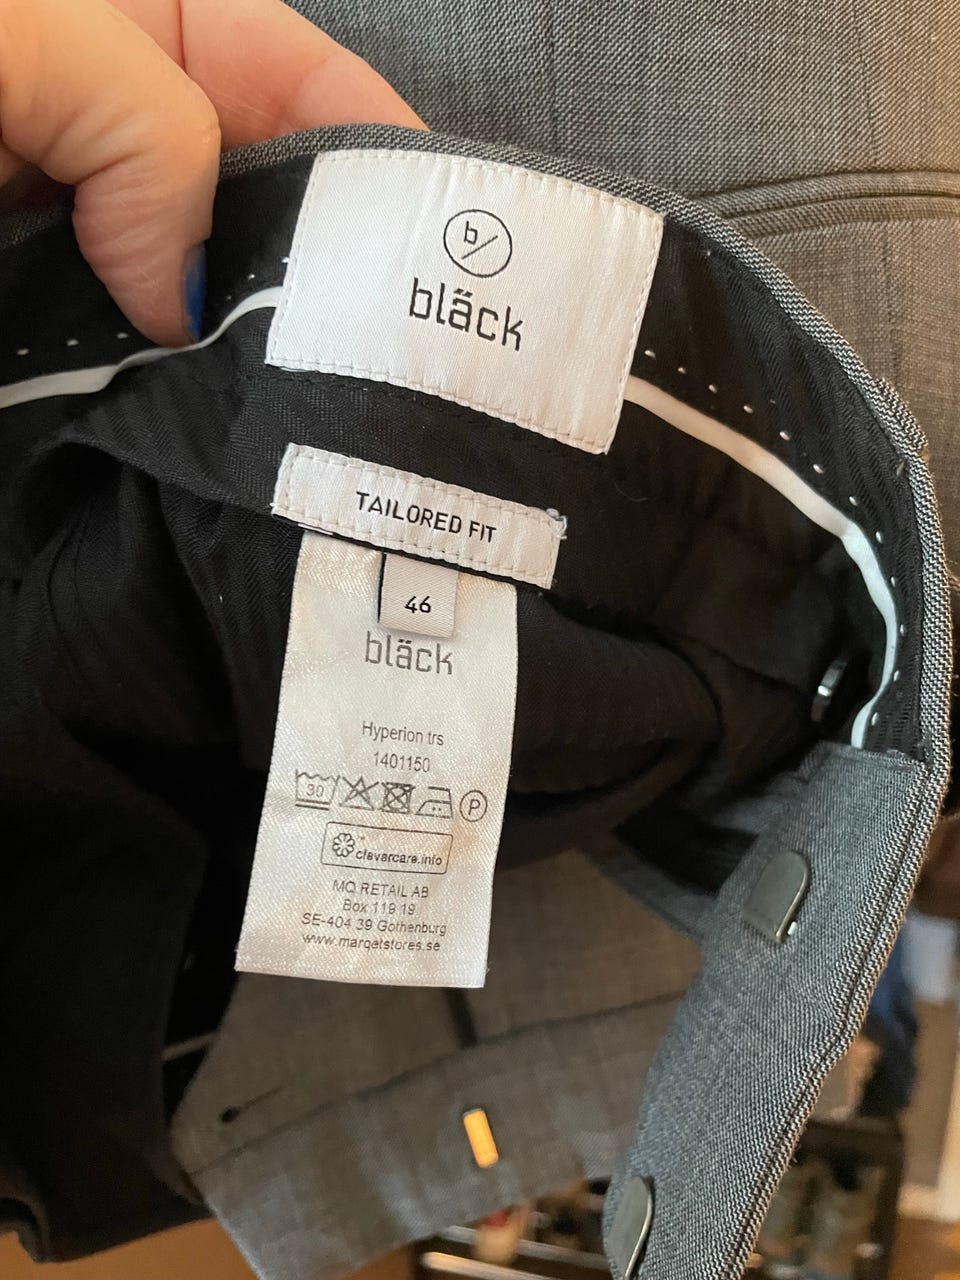 b/
bläck
TAILORED FIT
46
bläck
Hyperion trs
1401150
30 P
clevercare.info
MQ RETAIL AB
Box 119 19
SE-404 39 Gothenburg
www.marqetstores.se